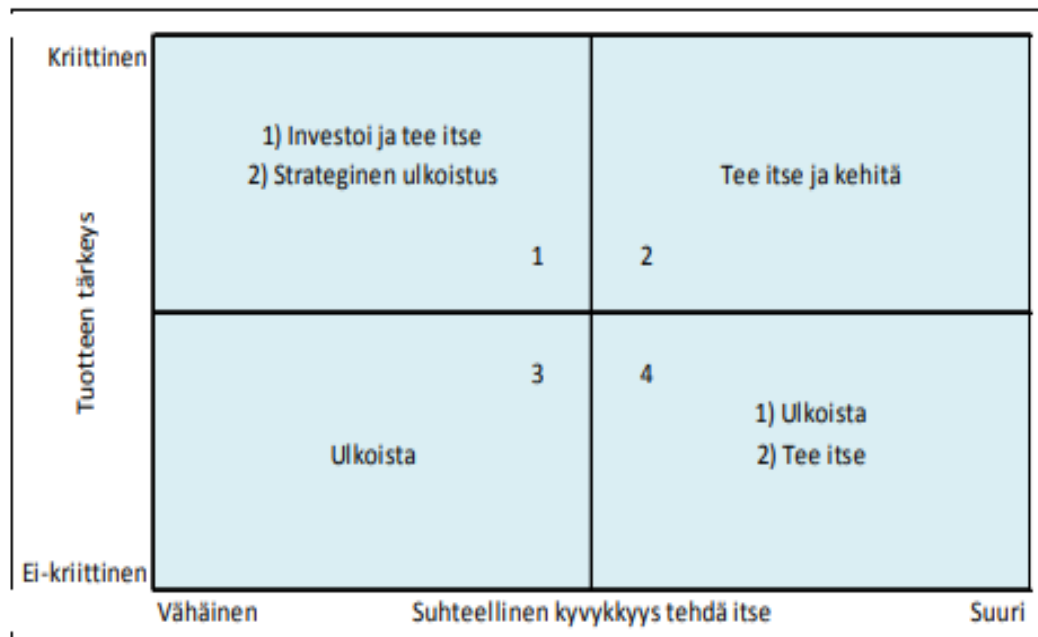 Kriittinen
1) Investoi ja tee itse
2) Strateginen ulkoistus
Tee itse ja kehitä
1
2
Tuotteen tärkeys
3
4
Ulkoista
1) Ulkoista
2) Tee itse
Ei-kriittinen
Vähäinen
Suhteellinen kyvykkyys tehdä itse
Suuri